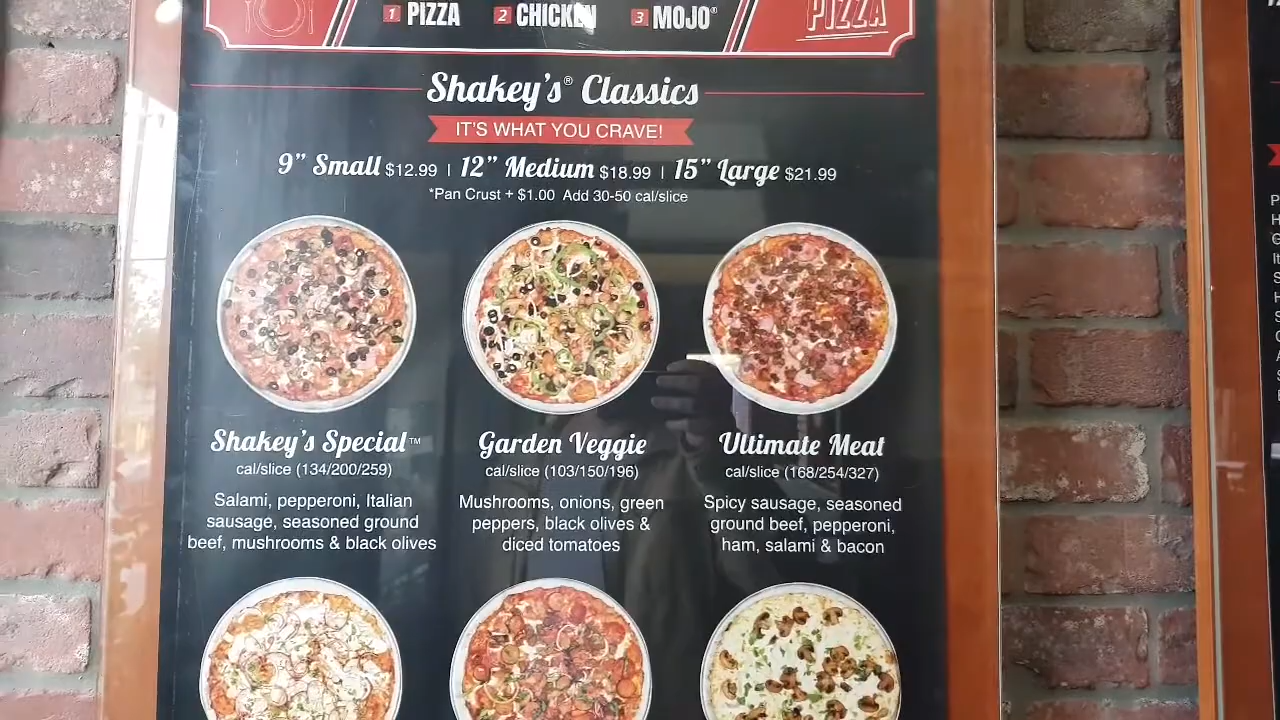 1 PIZZA 2 CHICKEN 3 MOJO®
PIZZA
Shakey's® Classics
IT'S WHAT YOU CRAVE!
9” Small $12.99 | 12” Medium $18.99 | 15” Large $21.99
*Pan Crust + $1.00 Add 30-50 cal/slice
Shakey's Special™
cal/slice (134/200/259)
Salami, pepperoni, Italian
sausage, seasoned ground
beef, mushrooms & black olives
Garden Veggie
cal/slice (103/150/196)
Mushrooms, onions, green
peppers, black olives &
diced tomatoes
Ultimate Meat
cal/slice (168/254/327)
Spicy sausage, seasoned
ground beef, pepperoni,
ham, salami & bacon